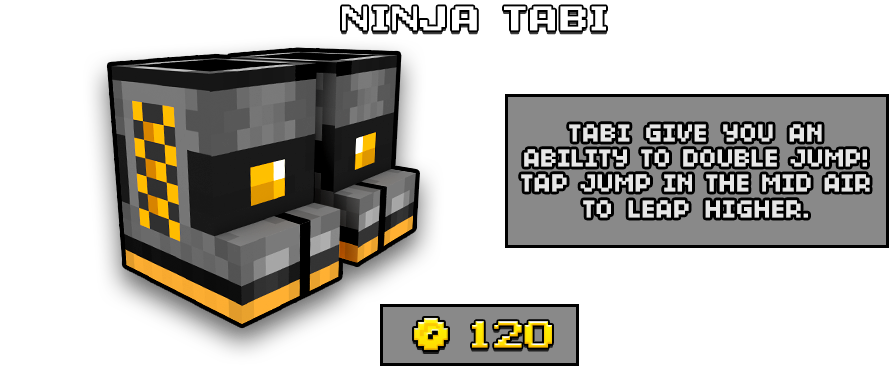 NINJA TABI
TABI GIVE YOU AN
ABILITY TO DOUBLE JUMP!
TAP JUMP IN THE MID AIR
TO LEAP HIGHER.
120